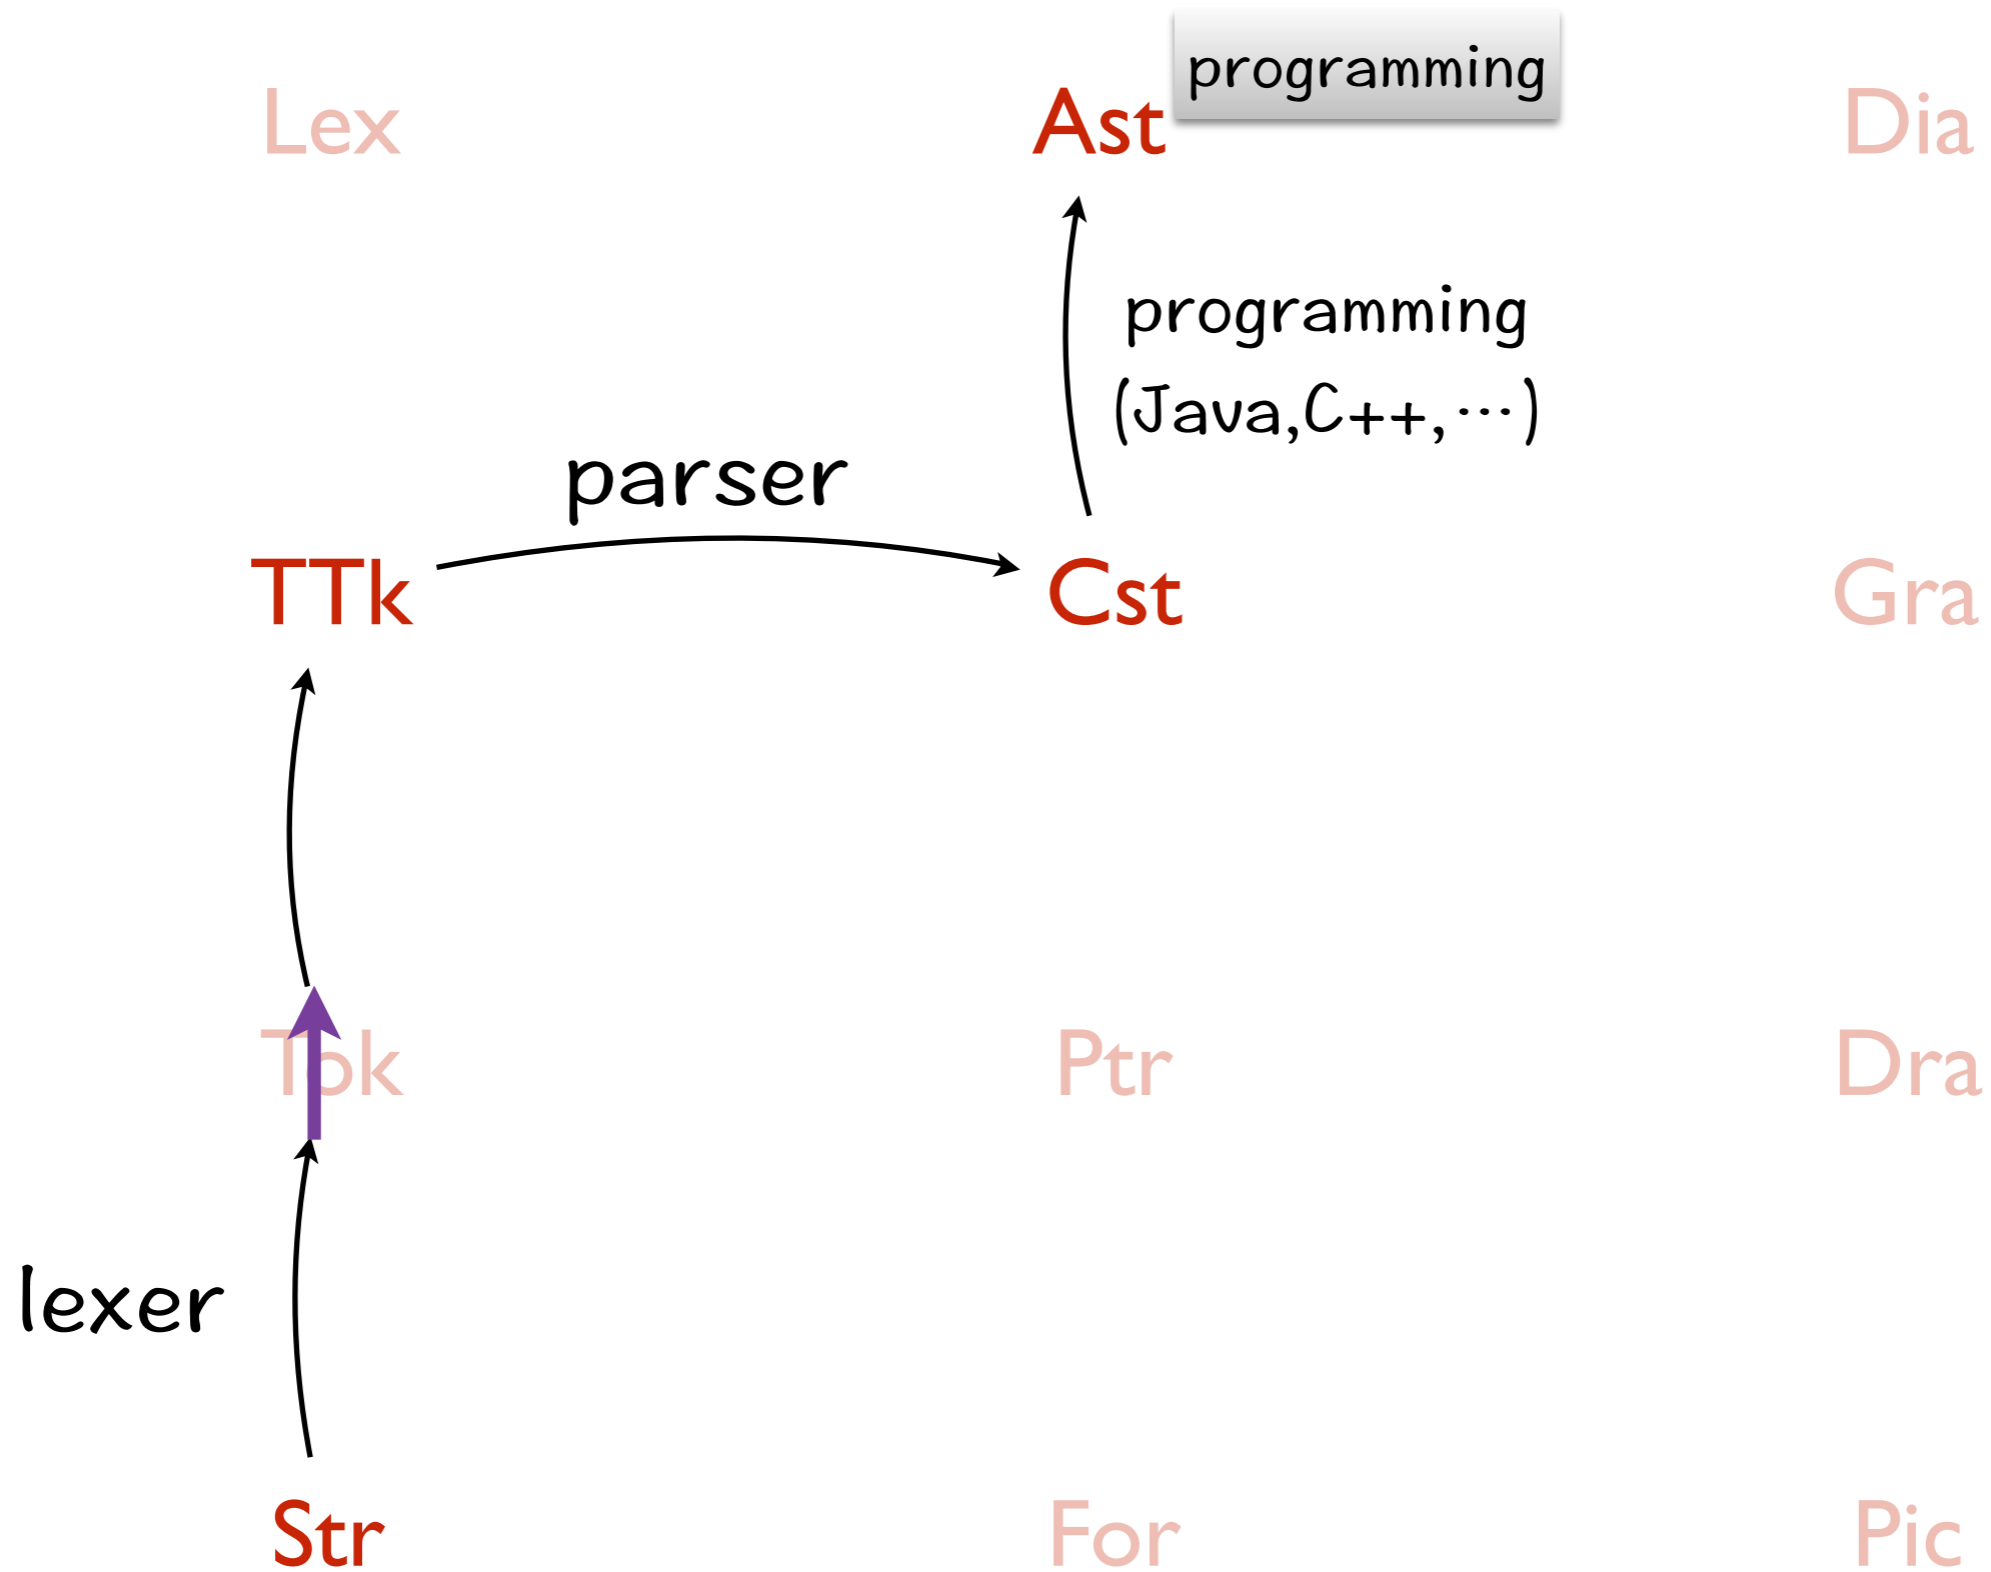 programming
Lex
Ast
Dia
programming
(Java,C++,…)
parser
TTk
Cst
Gra
Tok
Ptr
Dra
lexer
Str
For
Pic